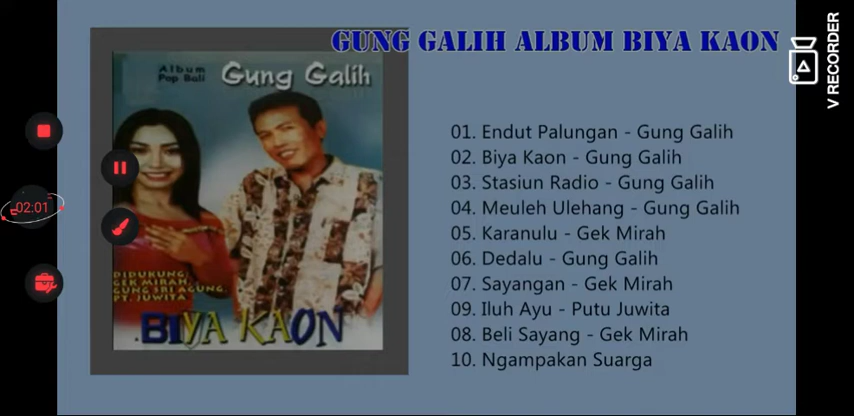 GUNG GALIH ALBUM BIYA KAON
V RECORDER
Album
Pop Bali
Gung Galih
DIDUKUNG:
GEK MIRAH,
GUNG SRI AGUNG,
PT. JUWITA
BIYA KAON
01. Endut Palungan - Gung Galih
02. Biya Kaon - Gung Galih
03. Stasiun Radio - Gung Galih
04. Meuleh Ulehang - Gung Galih
05. Karanulu - Gek Mirah
06. Dedalu - Gung Galih
07. Sayangan - Gek Mirah
09. Iluh Ayu - Putu Juwita
08. Beli Sayang - Gek Mirah
10. Ngampakan Suarga
02:01